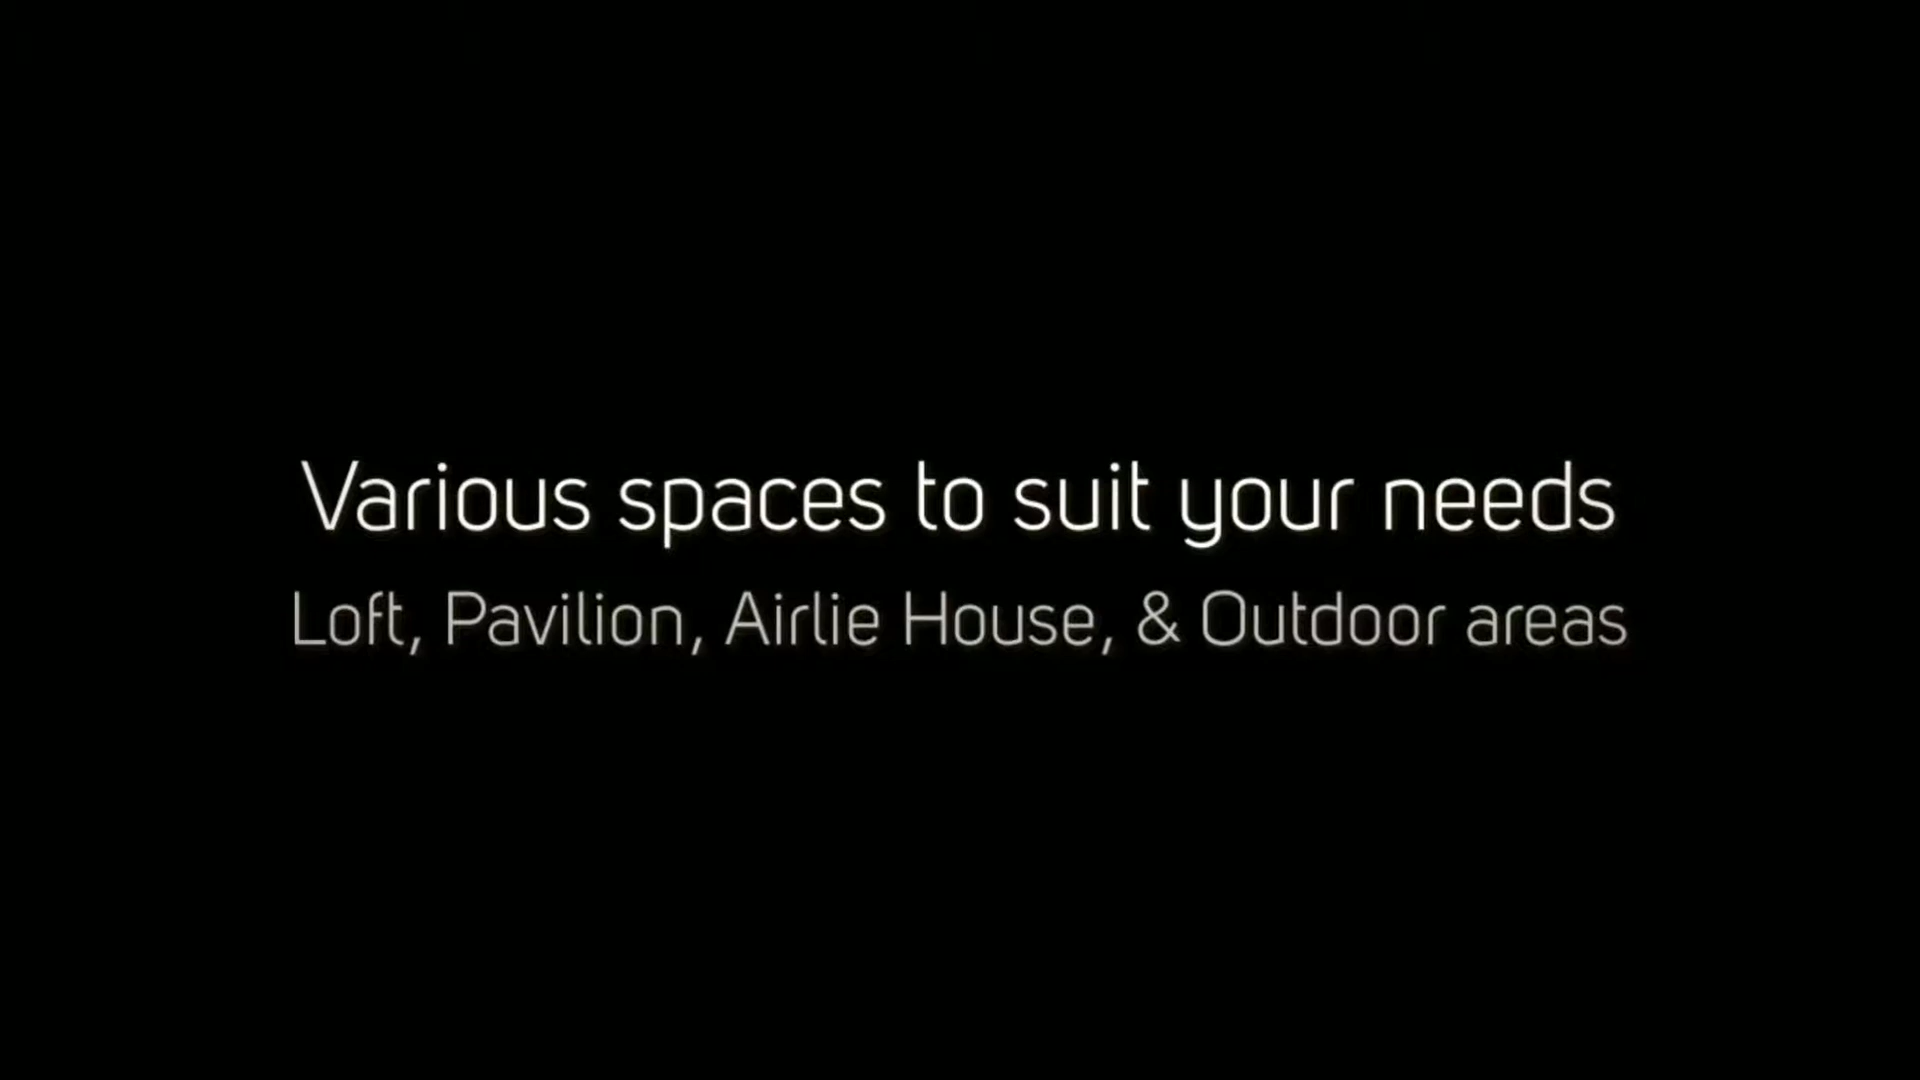 Various spaces to suit your needs
Loft, Pavilion, Airlie House, & Outdoor areas